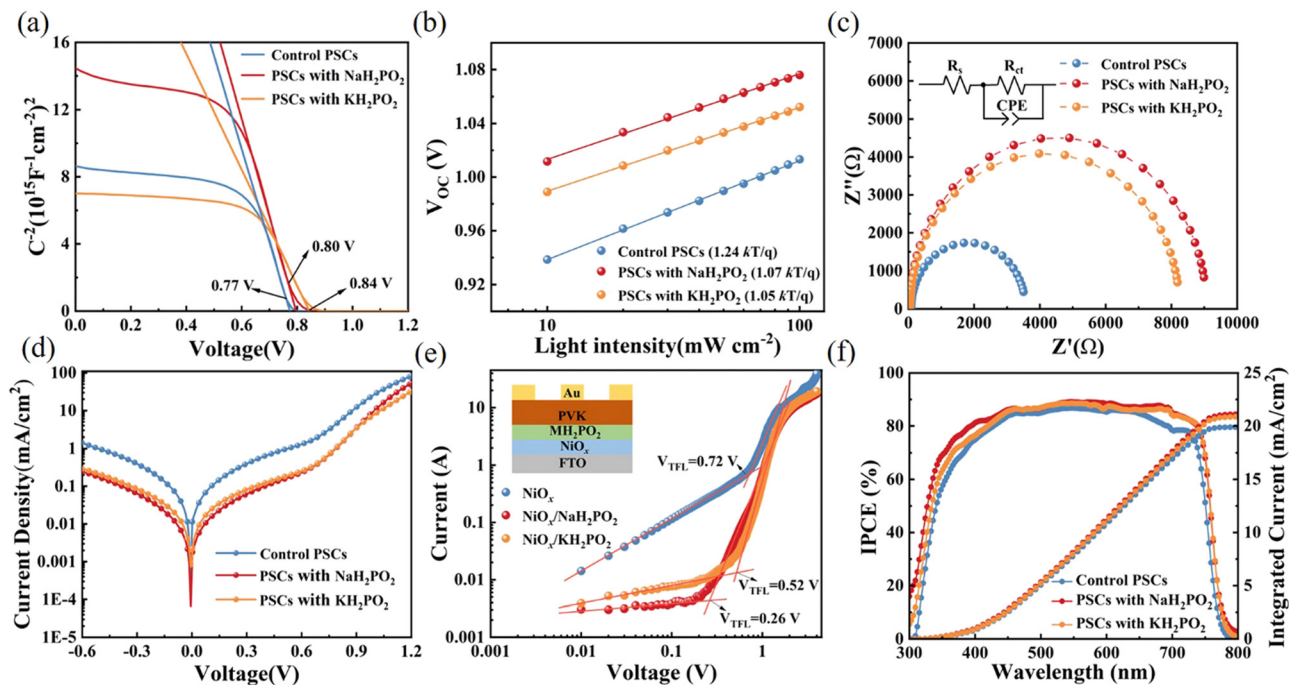 (a)
16
12
8
4
0
C⁻²(10¹⁵F⁻¹cm⁻²)²
Control PSCs
PSCs with NaH₂PO₂
PSCs with KH₂PO₂
0.80 V
0.77 V
0.84 V
0.0 0.2 0.4 0.6 0.8 1.0 1.2
Voltage(V)
(b)
1.08
1.04
1.00
0.96
0.92
V_OC (V)
Control PSCs (1.24 kT/q)
PSCs with NaH₂PO₂ (1.07 kT/q)
PSCs with KH₂PO₂ (1.05 kT/q)
10 100
Light intensity(mW cm⁻²)
(c)
7000
6000
5000
4000
3000
2000
1000
0
Z''(Ω)
R_s R_ct
CPE
Control PSCs
PSCs with NaH₂PO₂
PSCs with KH₂PO₂
0 2000 4000 6000 8000 10000
Z'(Ω)
(d)
100
10
1
0.1
0.01
0.001
1E-4
1E-5
Current Density(mA/cm²)
Control PSCs
PSCs with NaH₂PO₂
PSCs with KH₂PO₂
-0.6 -0.3 0.0 0.3 0.6 0.9 1.2
Voltage(V)
(e)
10
1
0.1
0.01
0.001
Current (A)
Au
PVK
MH₂PO₂
NiOₓ
FTO
NiOₓ
NiOₓ/NaH₂PO₂
NiOₓ/KH₂PO₂
V_TFL=0.72 V
V_TFL=0.52 V
V_TFL=0.26 V
0.01 0.1 1
Voltage (V)
(f)
100
80
60
40
20
0
IPCE (%)
Control PSCs
PSCs with NaH₂PO₂
PSCs with KH₂PO₂
25
20
15
10
5
0
Integrated Current (mA/cm²)
300 400 500 600 700 800
Wavelength (nm)